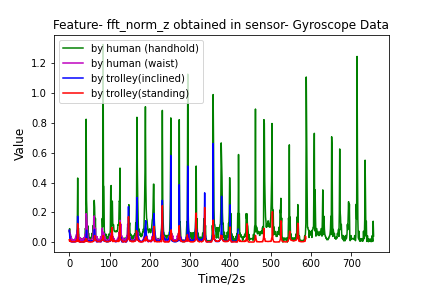 Feature- fft_norm_z obtained in sensor- Gyroscope Data
by human (handhold)
by human (waist)
by trolley(inclined)
by trolley(standing)
1.2
1.0
0.8
0.6
0.4
0.2
0.0
Value
0 100 200 300 400 500 600 700
Time/2s